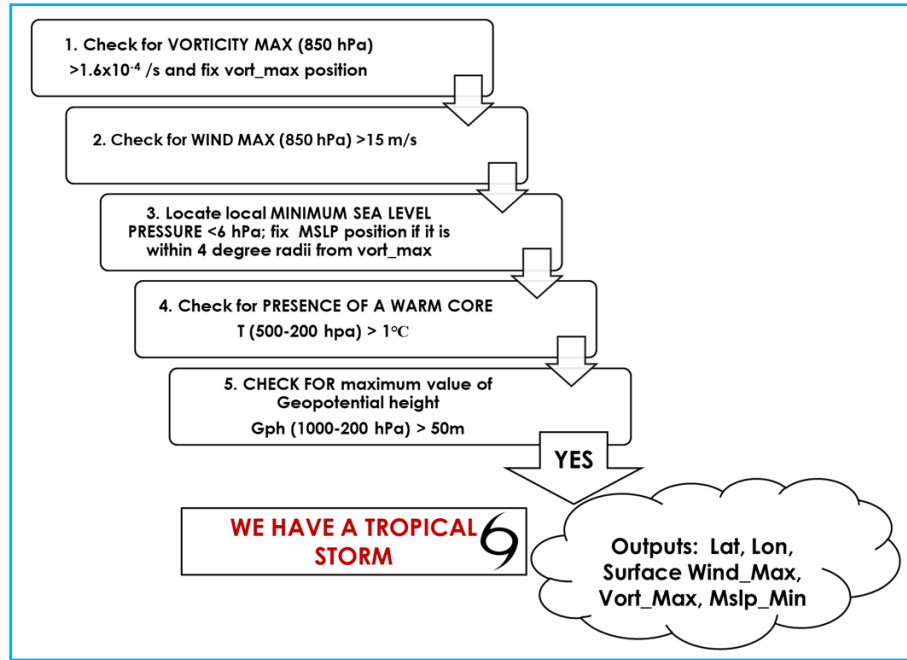 1. Check for VORTICITY MAX (850 hPa)
>1.6x10⁻⁴ /s and fix vort_max position
2. Check for WIND MAX (850 hPa) >15 m/s
3. Locate local MINIMUM SEA LEVEL
PRESSURE <6 hPa; fix MSLP position if it is
within 4 degree radii from vort_max
4. Check for PRESENCE OF A WARM CORE
T (500-200 hpa) > 1°C
5. CHECK FOR maximum value of
Geopotential height
Gph (1000-200 hPa) > 50m
YES
WE HAVE A TROPICAL
STORM
Outputs: Lat, Lon,
Surface Wind_Max,
Vort_Max, Mslp_Min